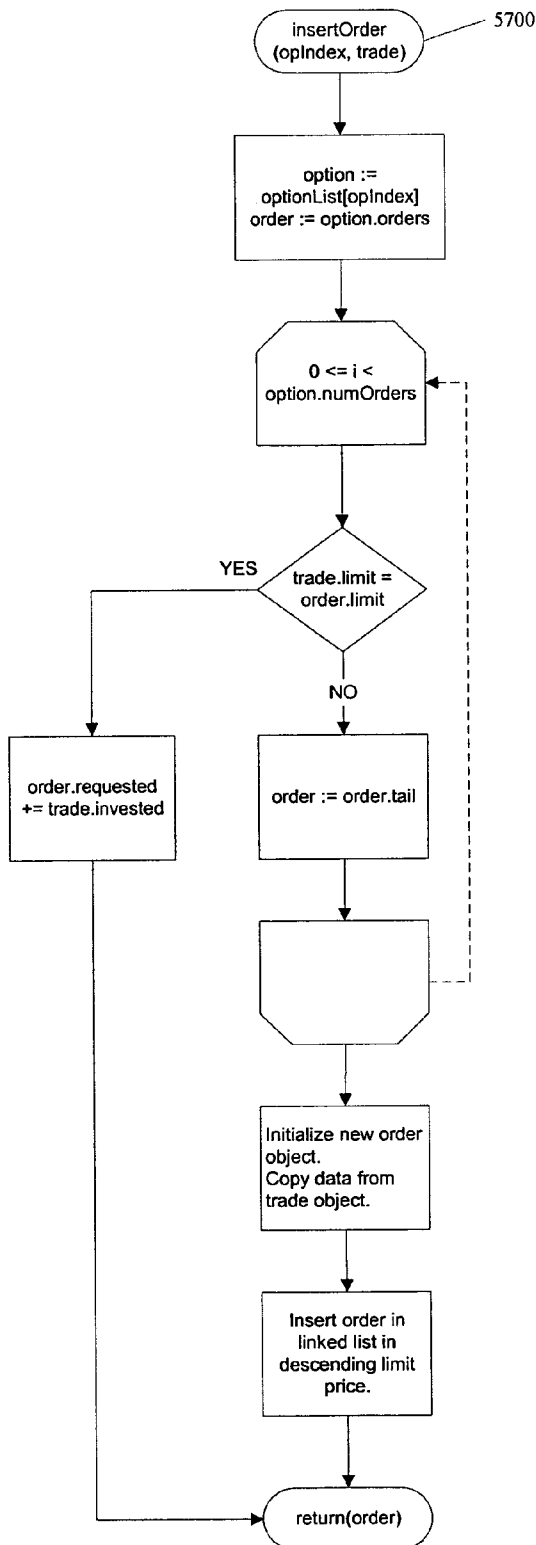 insertOrder
(opIndex, trade)
5700
option :=
optionList[opIndex]
order := option.orders
0 <= i <
option.numOrders
trade.limit =
order.limit
YES
NO
order.requested
+= trade.invested
order := order.tail
Initialize new order
object.
Copy data from
trade object.
Insert order in
linked list in
descending limit
price.
return(order)